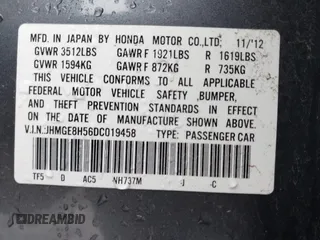 MFD. IN JAPAN BY HONDA MOTOR CO.,LTD. 11/'12
GVWR 3512LBS GAWR F 1921LBS R 1619LBS
GVWR 1594KG GAWR F 872KG R 735KG
THIS VEHICLE CONFORMS TO ALL APPLICABLE
FEDERAL MOTOR VEHICLE SAFETY ,BUMPER,
AND THEFT PREVENTION STANDARDS IN EFFECT
ON THE DATE OF MANUFACTURE SHOWN ABOVE.
V.I.N.:JHMGE8H56DC019458 TYPE: PASSENGER CAR
TF5 0 AC5 NH737M I C
DREAMBID